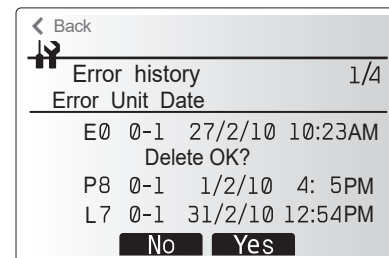 Back
Error history 1/4
Error Unit Date
E0 0-1 27/2/10 10:23AM
Delete OK?
P8 0-1 1/2/10 4: 5PM
L7 0-1 31/2/10 12:54PM
No Yes